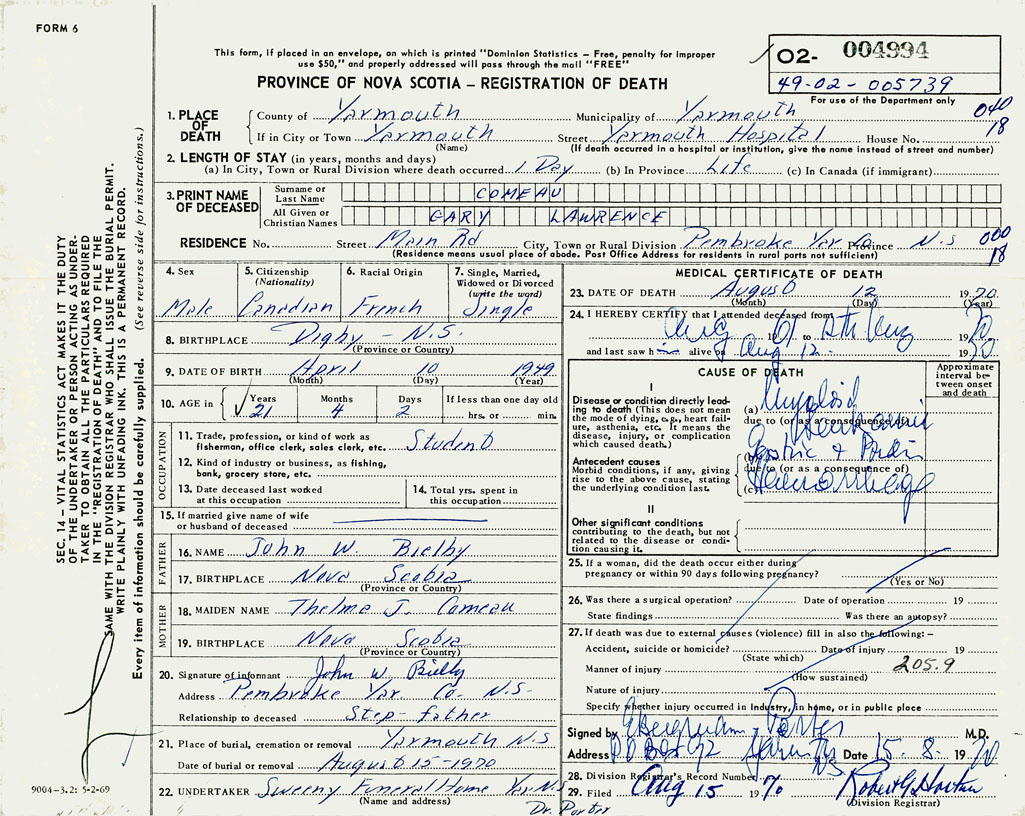 FORM 6
This form, if placed in an envelope, on which is printed "Dominion Statistics – Free, penalty for improper
use $50," and properly addressed will pass through the mail "FREE"
O2- 004994
49-02-005739
For use of the Department only
PROVINCE OF NOVA SCOTIA – REGISTRATION OF DEATH
1. PLACE OF DEATH
County of Yarmouth Municipality of Yarmouth 040
If in City or Town Yarmouth Street Yarmouth Hospital House No. 18
(Name) (If death occurred in a hospital or institution, give the name instead of street and number)
2. LENGTH OF STAY (in years, months and days)
(a) In City, Town or Rural Division where death occurred 1 Day (b) In Province Life (c) In Canada (if immigrant)
3. PRINT NAME OF DECEASED
Surname or Last Name COMEAU
All Given or Christian Names GARY LAWRENCE
RESIDENCE No. Street Main Rd City, Town or Rural Division Pembroke Yar Co. Province N.S 000
(Residence means usual place of abode. Post Office Address for residents in rural parts not sufficient) 18
4. Sex Male
5. Citizenship (Nationality) Canadian
6. Racial Origin French
7. Single, Married, Widowed or Divorced (write the word) Single
8. BIRTHPLACE Digby - N.S.
(Province or Country)
9. DATE OF BIRTH April 10 1949
(Month) (Day) (Year)
10. AGE in Years 21 Months 4 Days 2 If less than one day old
hrs. or min.
OCCUPATION
11. Trade, profession, or kind of work as
fisherman, office clerk, sales clerk, etc. Student
12. Kind of industry or business, as fishing,
bank, grocery store, etc.
13. Date deceased last worked
at this occupation
14. Total yrs. spent in
this occupation
15. If married give name of wife
or husband of deceased
FATHER
16. NAME John W. Bielby
17. BIRTHPLACE Nova Scotia
(Province or Country)
MOTHER
18. MAIDEN NAME Thelma J. Comeau
19. BIRTHPLACE Nova Scotia
(Province or Country)
20. Signature of informant John W Bielby
Address Pembroke Yar Co. N.S-
Relationship to deceased Step-father
21. Place of burial, cremation or removal Yarmouth N.S
Date of burial or removal August 15-1970
22. UNDERTAKER Sweeny Funeral Home Yar N.S
(Name and address)
Dr. Porter
MEDICAL CERTIFICATE OF DEATH
23. DATE OF DEATH August 12 1970
(Month) (Day) (Year)
24. I HEREBY CERTIFY that I attended deceased from
Aug 19 to Aug 19
and last saw him alive on Aug 12 1970
CAUSE OF DEATH
Approximate interval between onset and death
I
Disease or condition directly leading to death (This does not mean the mode of dying, e.g., heart failure, asthenia, etc. It means the disease, injury, or complication which caused death.)
(a) Myeloid
due to (or as a consequence of)
Leukaemia
Antecedent causes
Morbid conditions, if any, giving rise to the above cause, stating the underlying condition last.
(b) Gastric &
due to (or as a consequence of)
(c) Haemorrhage
II
Other significant conditions contributing to the death, but not related to the disease or condition causing it.
25. If a woman, did the death occur either during
pregnancy or within 90 days following pregnancy?
(Yes or No)
26. Was there a surgical operation? Date of operation 19
State findings Was there an autopsy?
27. If death was due to external causes (violence) fill in also the following:–
Accident, suicide or homicide? Date of injury 19
(State which)
Manner of injury 205.9
(How sustained)
Nature of injury
Specify whether injury occurred in industry, in home, or in public place
Signed by Porter M.D.
Address P O Box 92 Yarmouth NS Date 15.8. 1970
28. Division Registrar's Record Number
29. Filed Aug 15 1970 Robert G Horton
(Division Registrar)
SEC. 14 – VITAL STATISTICS ACT MAKES IT THE DUTY
OF THE UNDERTAKER OR PERSON ACTING AS UNDERTAKER TO OBTAIN ALL THE PARTICULARS REQUIRED
IN THE "REGISTRATION OF DEATH" AND TO FILE THE
SAME WITH THE DIVISION REGISTRAR WHO SHALL ISSUE THE BURIAL PERMIT.
WRITE PLAINLY WITH UNFADING INK. THIS IS A PERMANENT RECORD.
Every item of information should be carefully supplied. (See reverse side for instructions.)
9004-3.2: 5-2-69